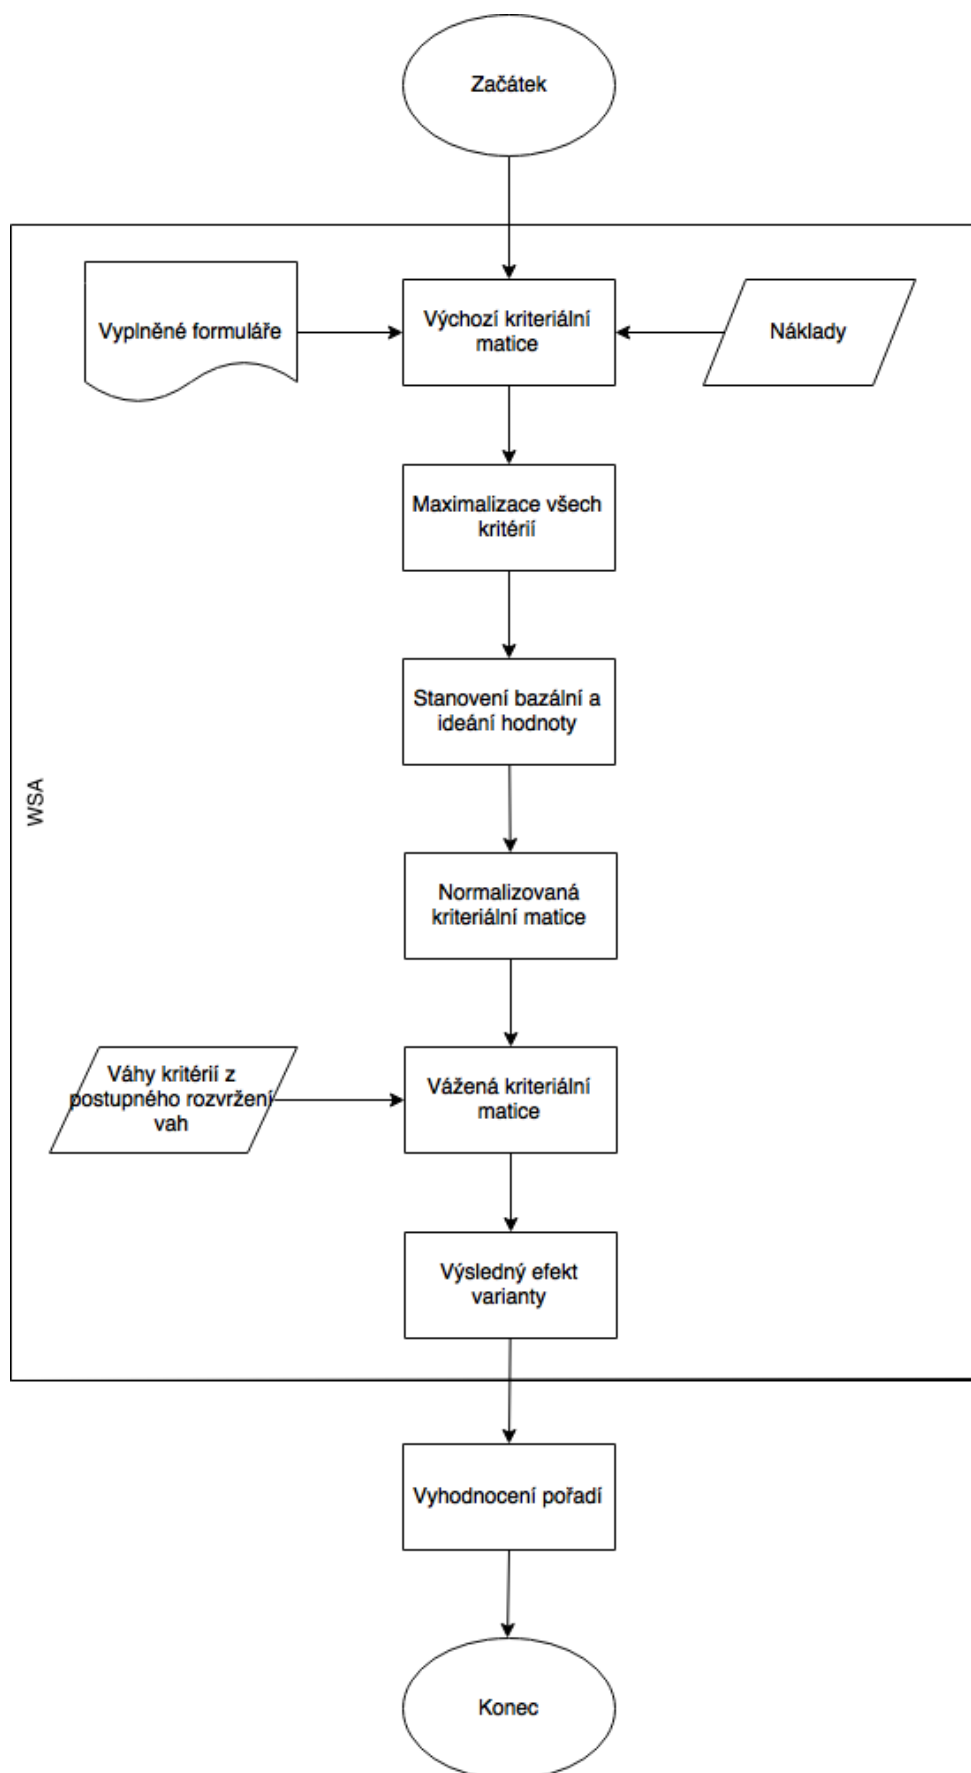 Začátek
Vyplněné formuláře
Výchozí kriteriální
matice
Náklady
Maximalizace všech
kritérií
Stanovení bazální a
ideání hodnoty
WSA
Normalizovaná
kriteriální matice
Váhy kritérií z
postupného rozvržení
vah
Vážená kriteriální
matice
Výsledný efekt
varianty
Vyhodnocení pořadí
Konec